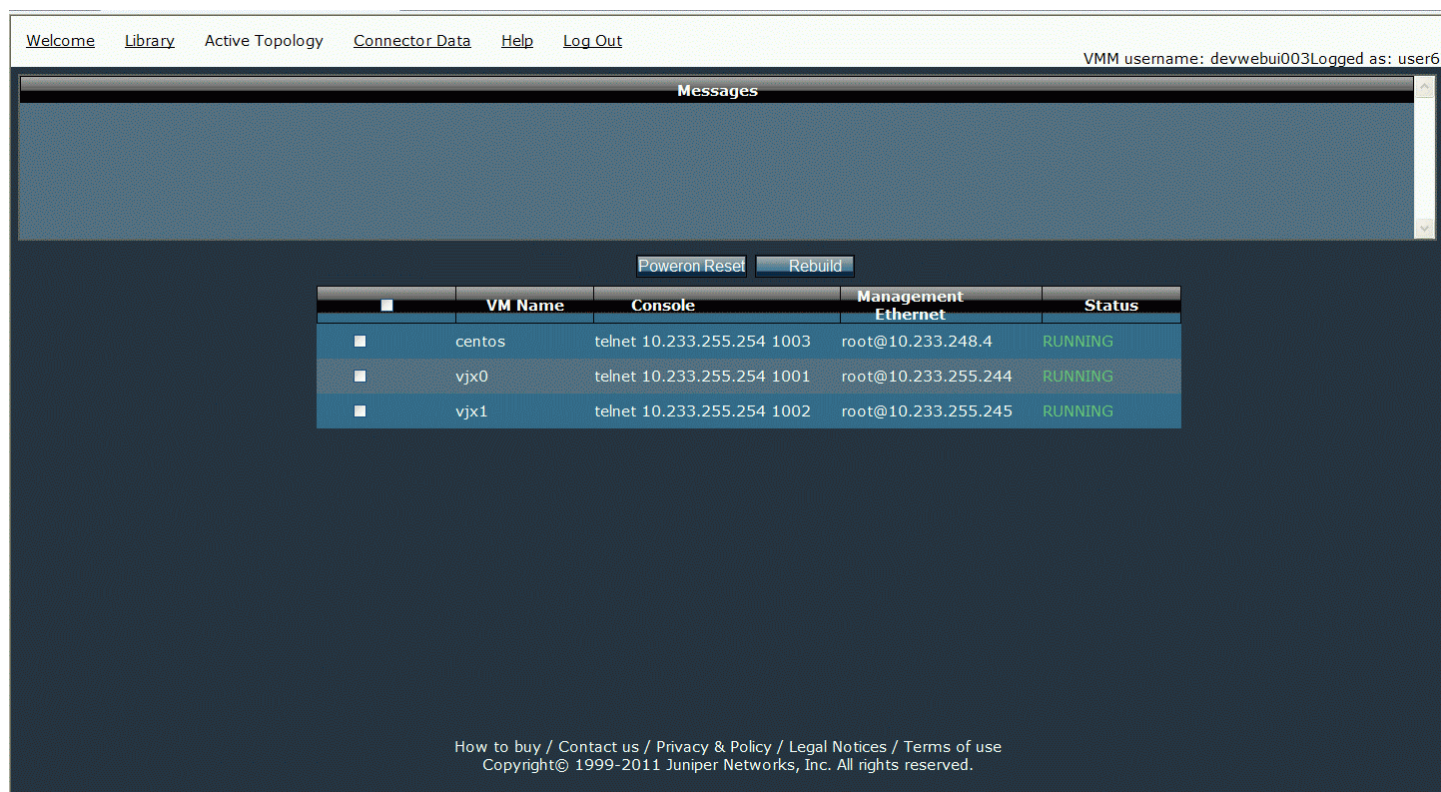 Welcome Library Active Topology Connector Data Help Log Out
VMM username: devwebui003Logged as: user6
Messages
Poweron Reset Rebuild
VM Name Console Management Ethernet Status
centos telnet 10.233.255.254 1003 root@10.233.248.4 RUNNING
vjx0 telnet 10.233.255.254 1001 root@10.233.255.244 RUNNING
vjx1 telnet 10.233.255.254 1002 root@10.233.255.245 RUNNING
How to buy / Contact us / Privacy & Policy / Legal Notices / Terms of use
Copyright© 1999-2011 Juniper Networks, Inc. All rights reserved.